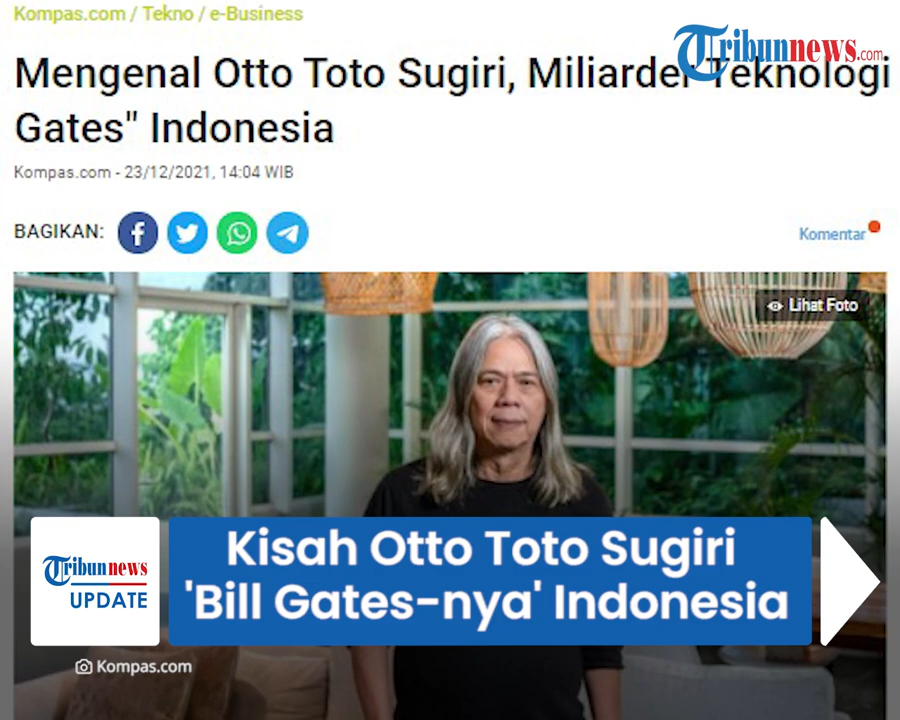 Kompas.com / Tekno / e-Business
Tribunnews.com
Mengenal Otto Toto Sugiri, Miliarder Teknologi
Gates" Indonesia
Kompas.com - 23/12/2021, 14:04 WIB
BAGIKAN:
Komentar
Lihat Foto
Kisah Otto Toto Sugiri
'Bill Gates-nya' Indonesia
Tribunnews
UPDATE
Kompas.com